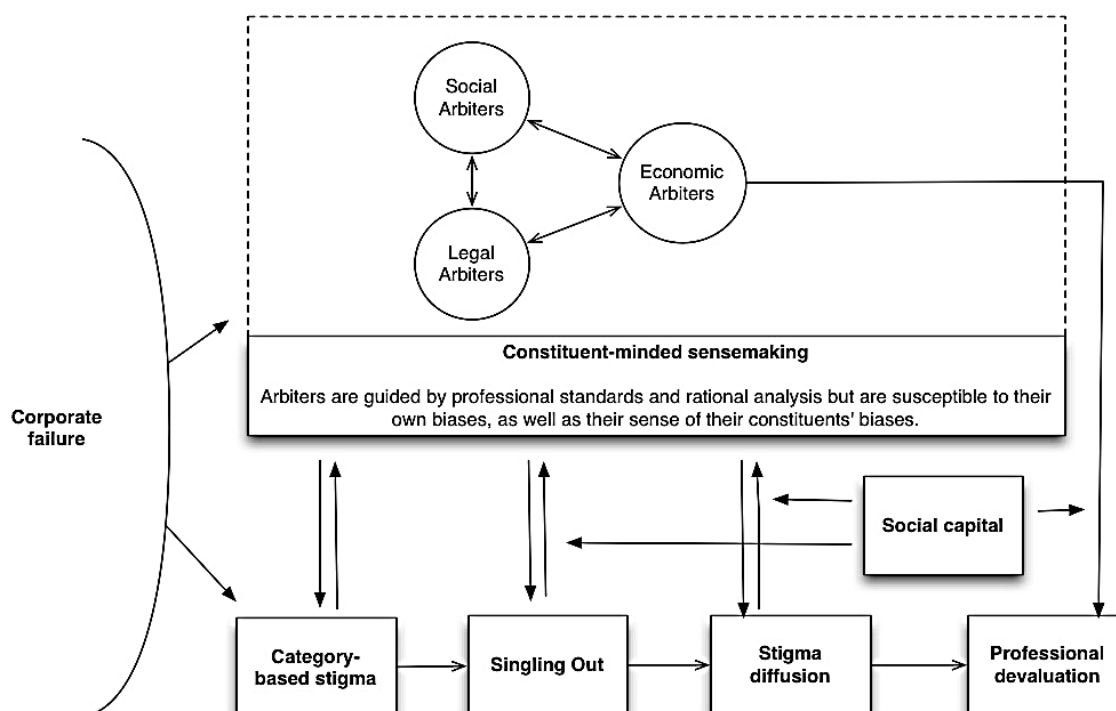 Social
Arbiters
Economic
Arbiters
Legal
Arbiters
Constituent-minded sensemaking
Arbiters are guided by professional standards and rational analysis but are susceptible to their
own biases, as well as their sense of their constituents' biases.
Corporate
failure
Social capital
Category-
based stigma
Singling Out
Stigma
diffusion
Professional
devaluation